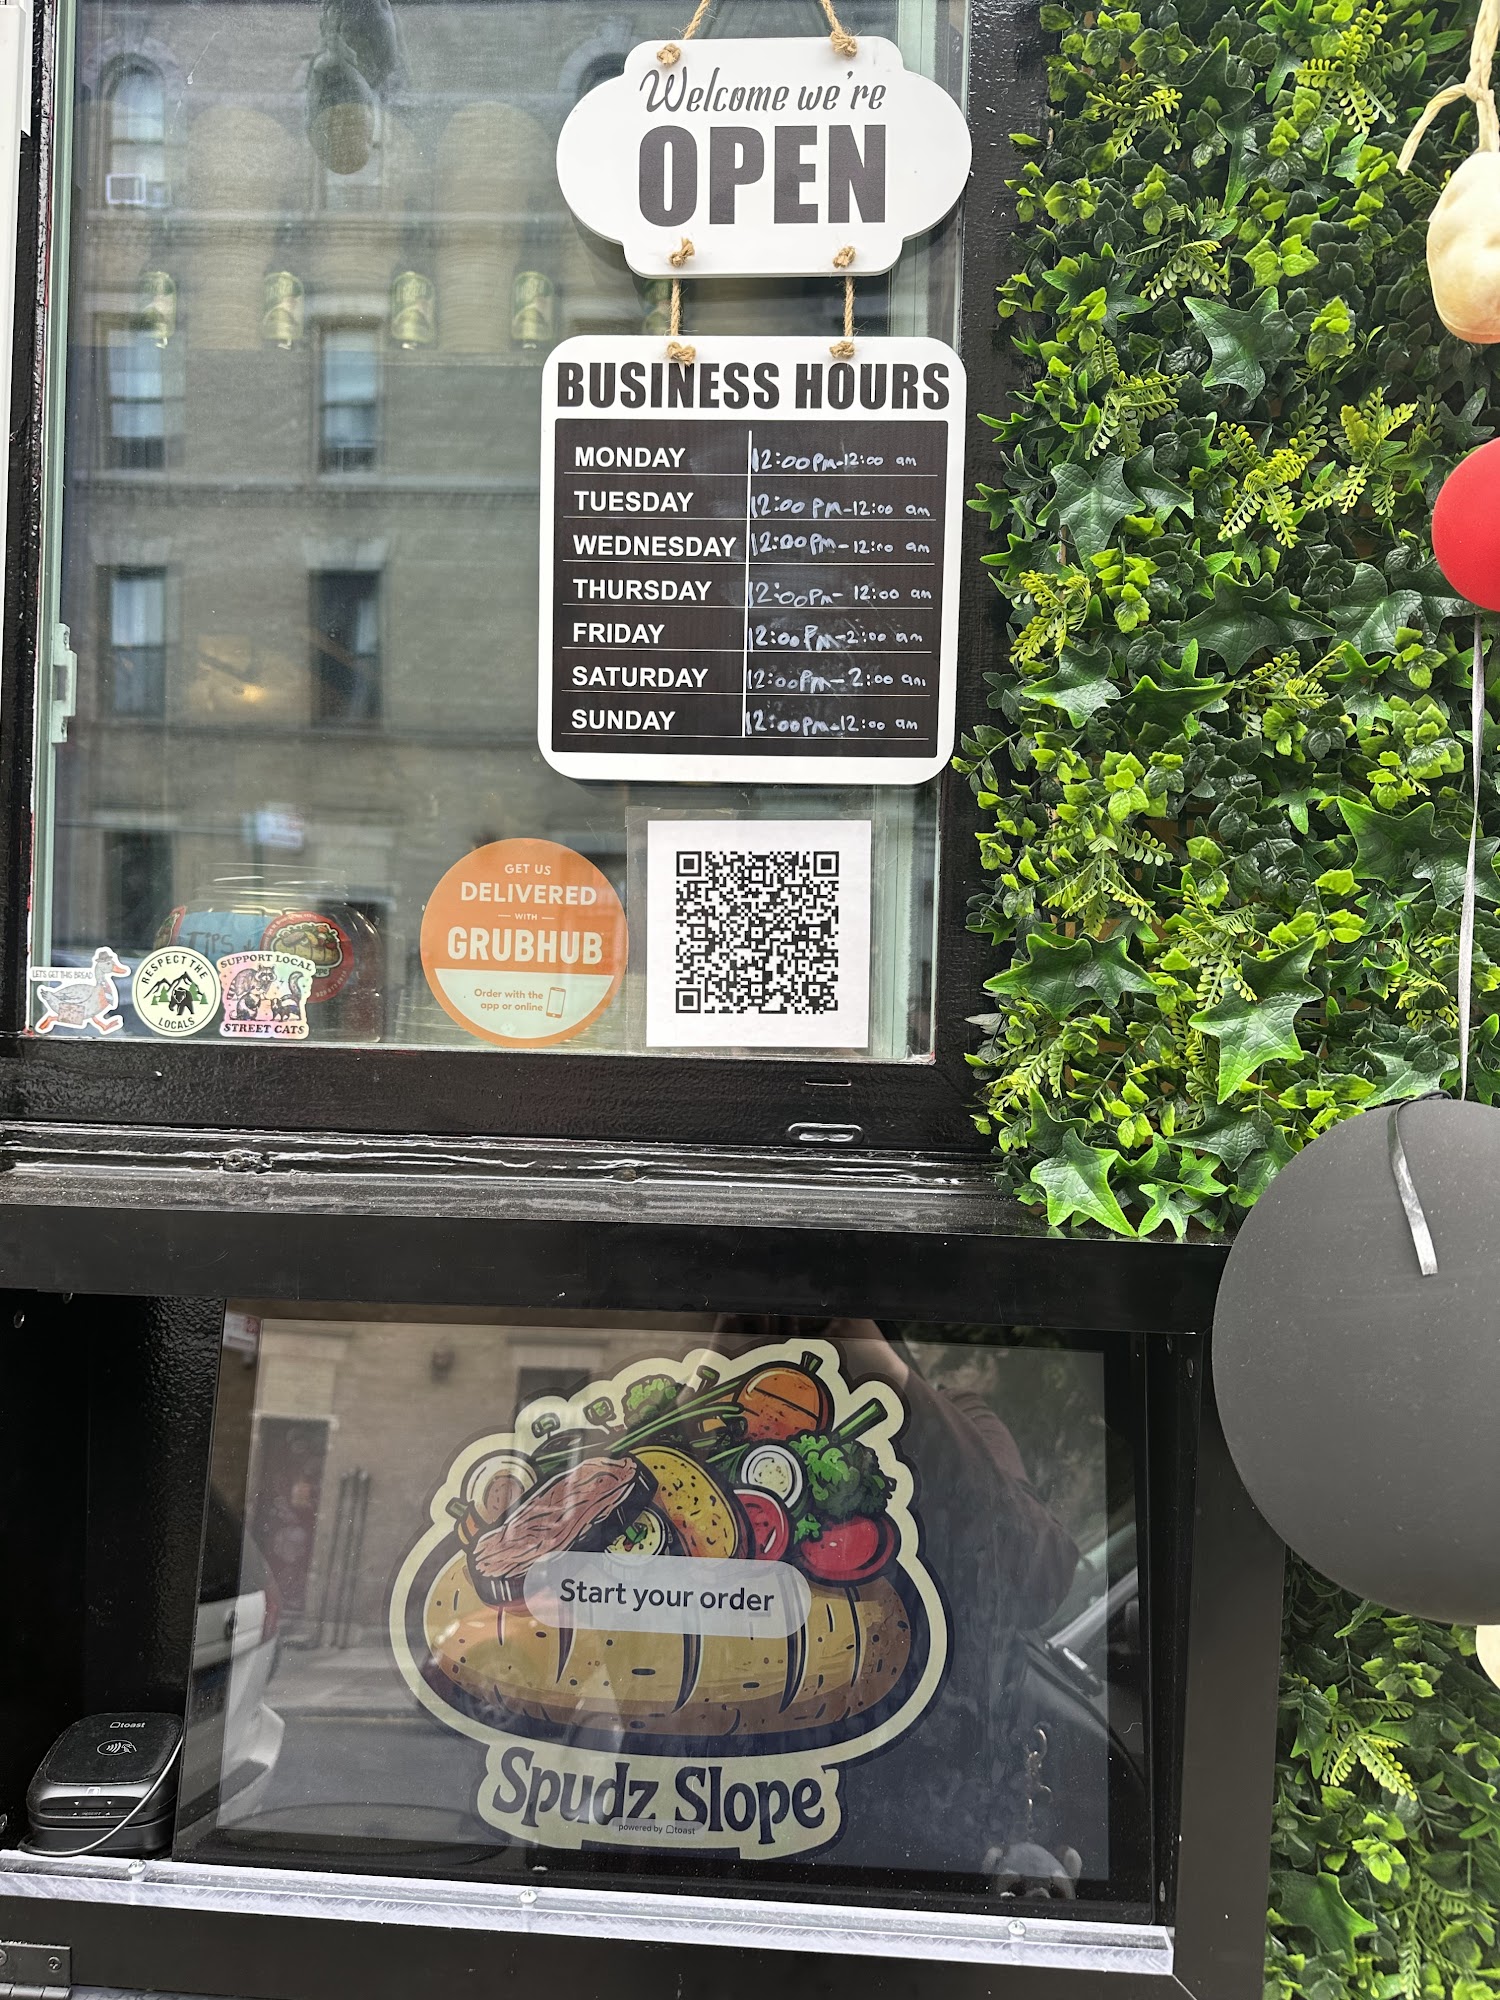 Welcome we're
OPEN
BUSINESS HOURS
MONDAY 12:00PM-12:00 am
TUESDAY 12:00 PM-12:00 am
WEDNESDAY 12:00PM-12:00 am
THURSDAY 12:00PM- 12:00 am
FRIDAY 12:00PM-2:00 am
SATURDAY 12:00PM-2:00 am
SUNDAY 12:00PM-12:00 am
GET US
DELIVERED
WITH
GRUBHUB
Order with the
app or online
LET'S GET THIS BREAD
RESPECT THE
LOCALS
TIPS
SUPPORT LOCAL
STREET CATS
Start your order
Spudz Slope
powered by toast
toast